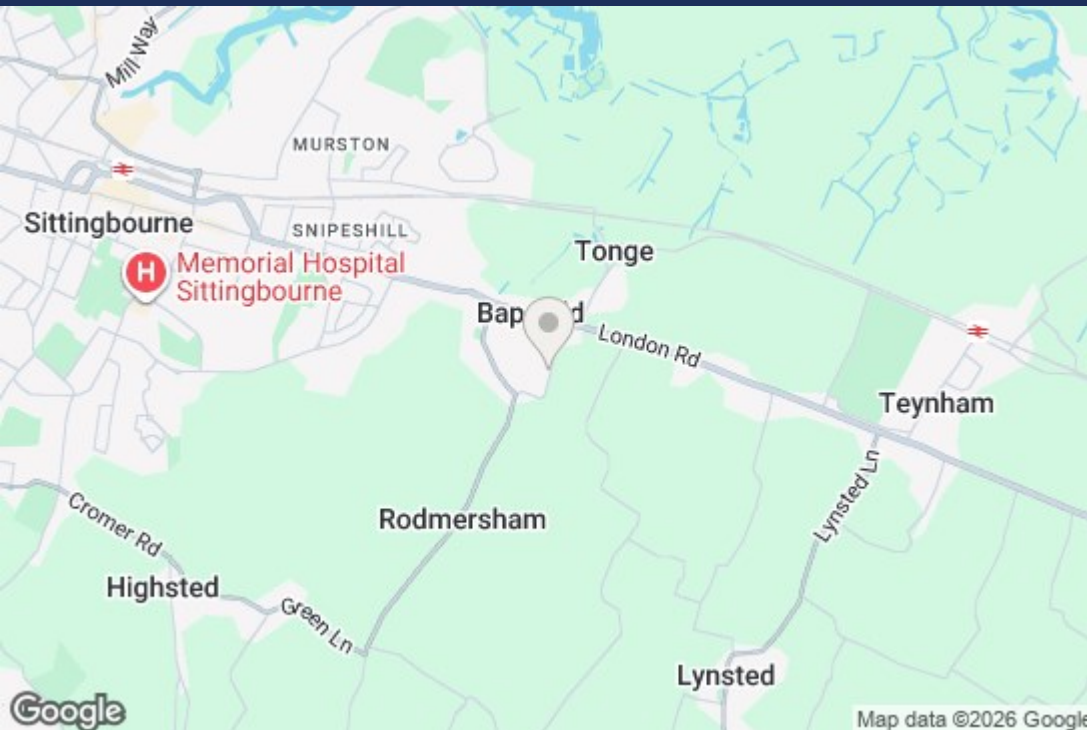 Mill Way
MURSTON
Sittingbourne
SNIPESHILL
Tonge
H
Memorial Hospital
Sittingbourne
London Rd
Teynham
Lynsted Ln
Cromer Rd
Rodmersham
Highsted
Green Ln
Lynsted
Google
Map data ©2026 Google